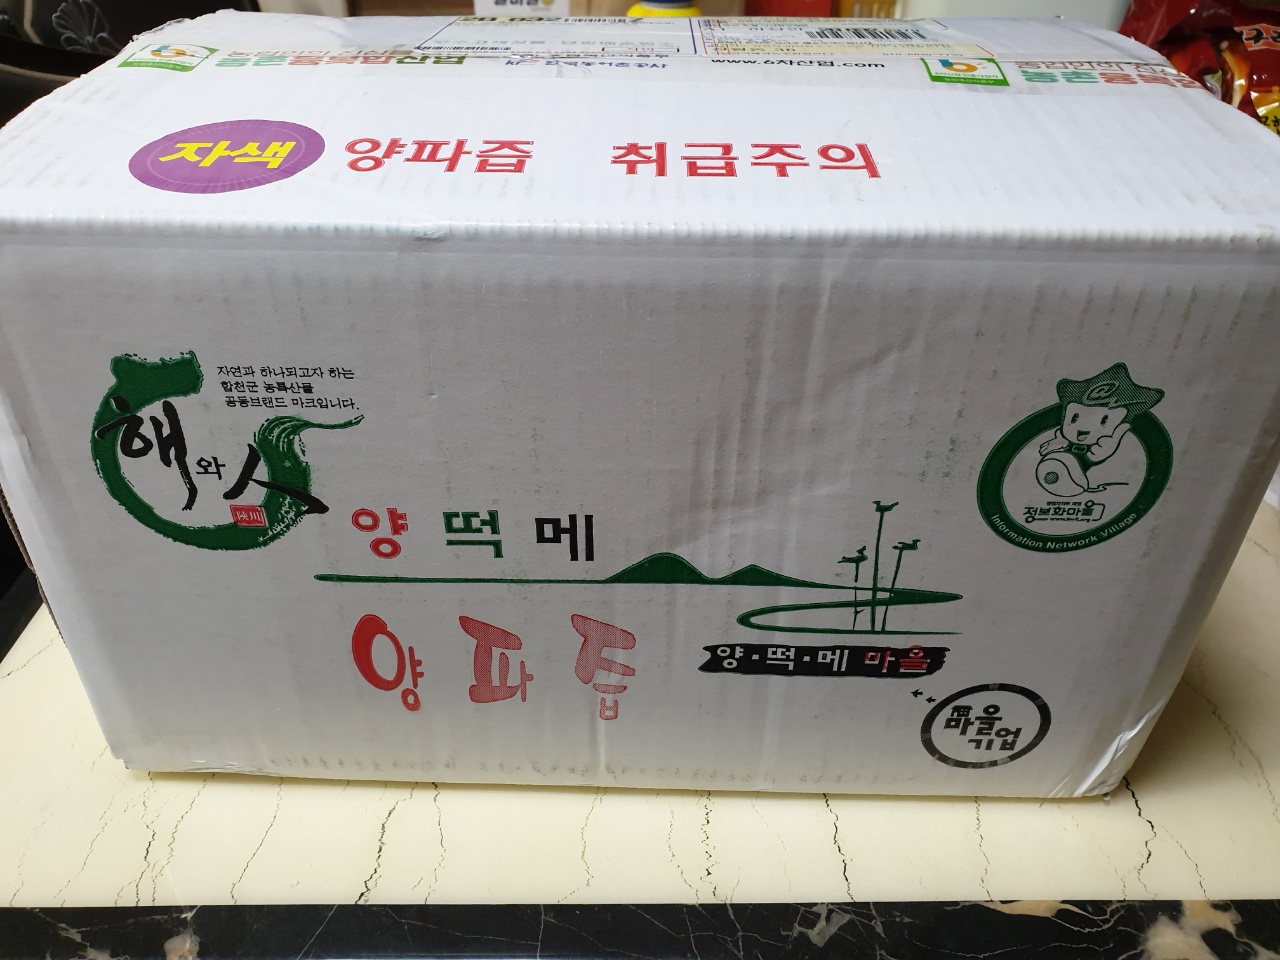 www.6차산업.com
자색 양파즙 취급주의
자연과 하나되고자 하는
합천군 농특산물
공동브랜드 마크입니다.
해와人
陜川
양떡메
양파즙
양·떡·메 마을
마을
기업
@
정보화마을
Information Network Village